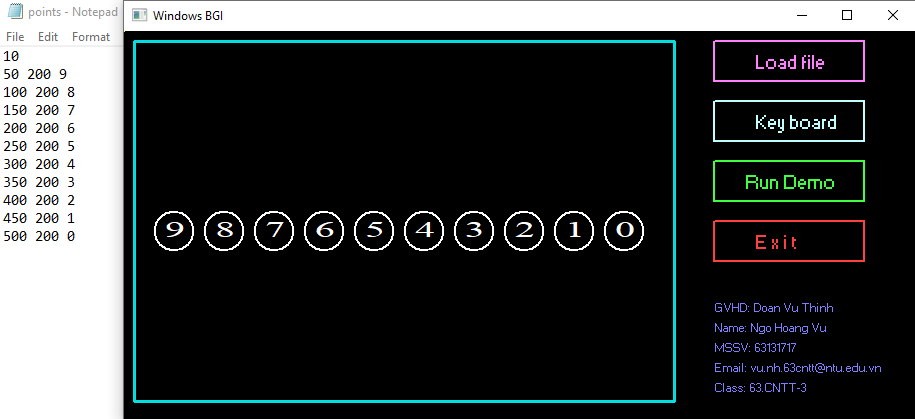 points - Notepad
File Edit Format
10
50 200 9
100 200 8
150 200 7
200 200 6
250 200 5
300 200 4
350 200 3
400 200 2
450 200 1
500 200 0
Windows BGI
9 8 7 6 5 4 3 2 1 0
Load file
Key board
Run Demo
Exit
GVHD: Doan Vu Thinh
Name: Ngo Hoang Vu
MSSV: 63131717
Email: vu.nh.63cntt@ntu.edu.vn
Class: 63.CNTT-3